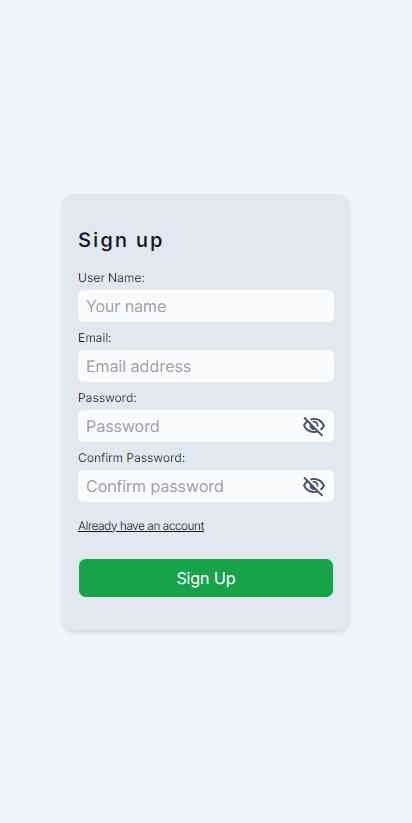 Sign up
User Name:
Your name
Email:
Email address
Password:
Password
Confirm Password:
Confirm password
Already have an account
Sign Up